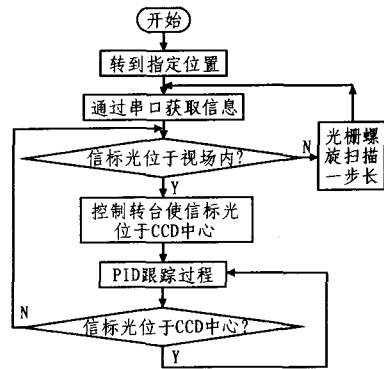 开始
转到指定位置
通过串口获取信息
信标光位于视场内?
N
光栅螺
旋扫描
一步长
Y
控制转台使信标光
位于CCD中心
PID跟踪过程
N
信标光位于CCD中心?
Y